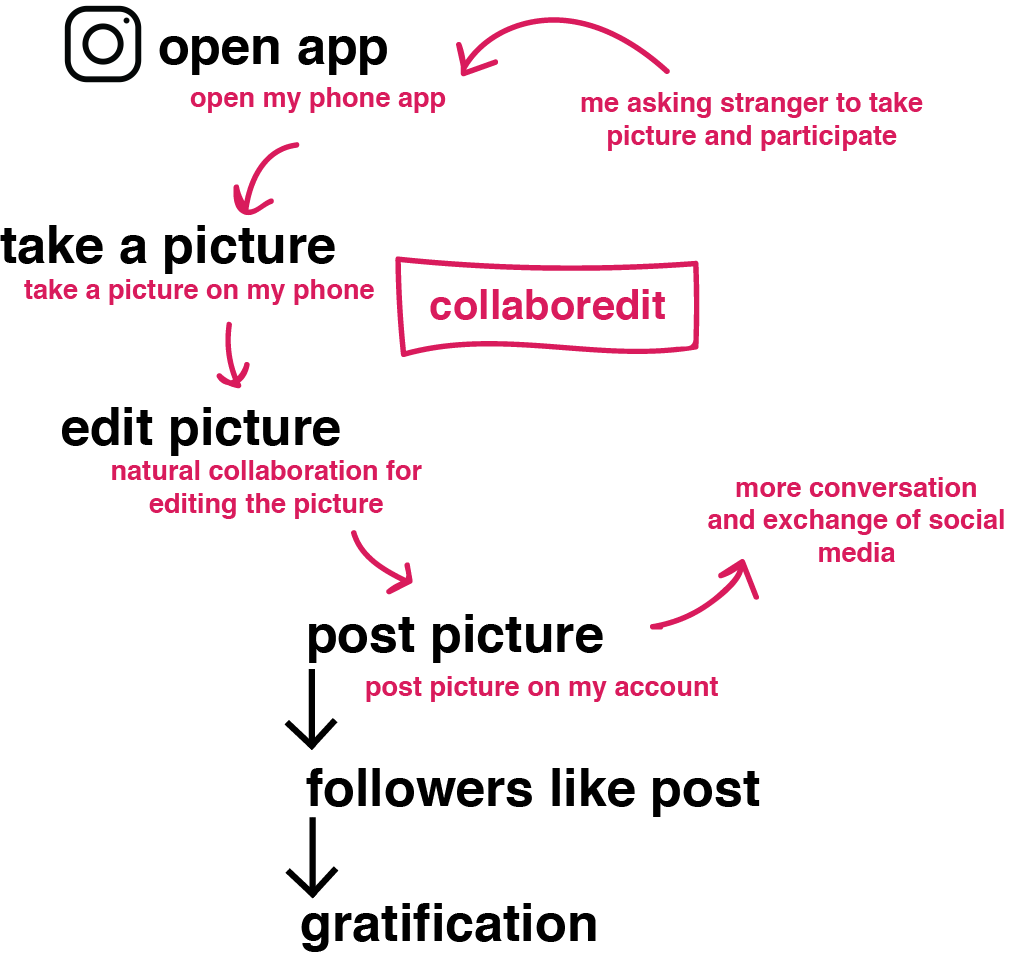 open app
open my phone app
me asking stranger to take
picture and participate
take a picture
take a picture on my phone
collaboredit
edit picture
natural collaboration for
editing the picture
more conversation
and exchange of social
media
post picture
post picture on my account
followers like post
gratification